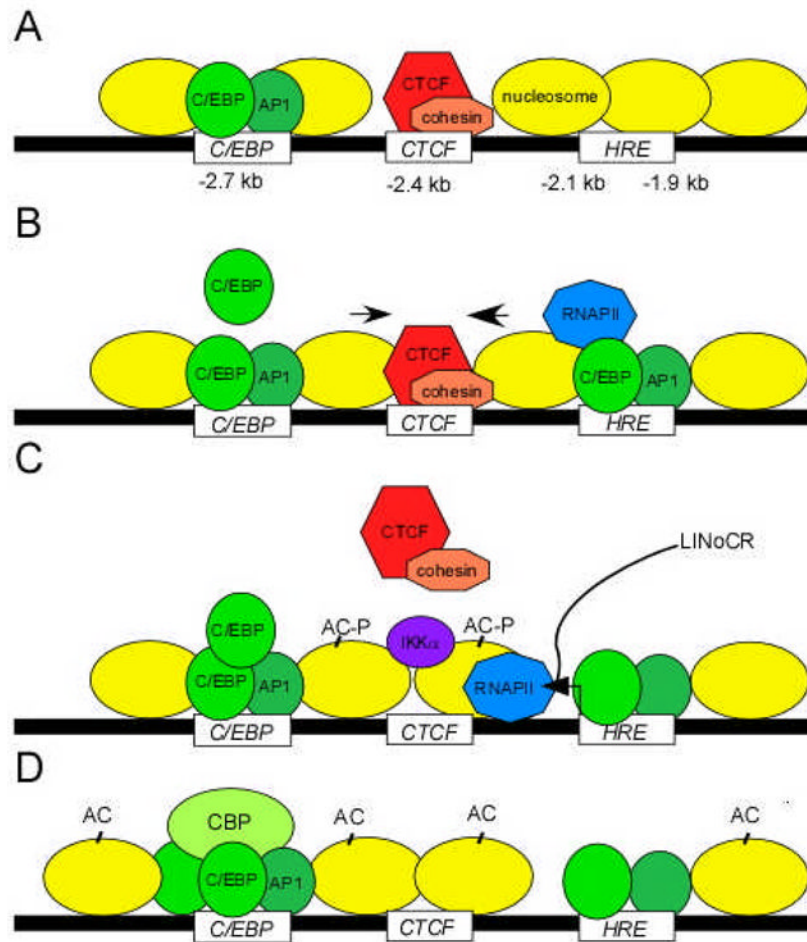 A
C/EBP AP1 CTCF cohesin nucleosome
C/EBP CTCF HRE
-2.7 kb -2.4 kb -2.1 kb -1.9 kb
B
C/EBP
RNAPII
C/EBP AP1 CTCF cohesin C/EBP AP1
C/EBP CTCF HRE
C
CTCF
cohesin
LINoCR
C/EBP AC-P IKKα AC-P
C/EBP AP1 RNAPII
C/EBP CTCF HRE
D
AC CBP AC AC AC
C/EBP AP1
C/EBP CTCF HRE